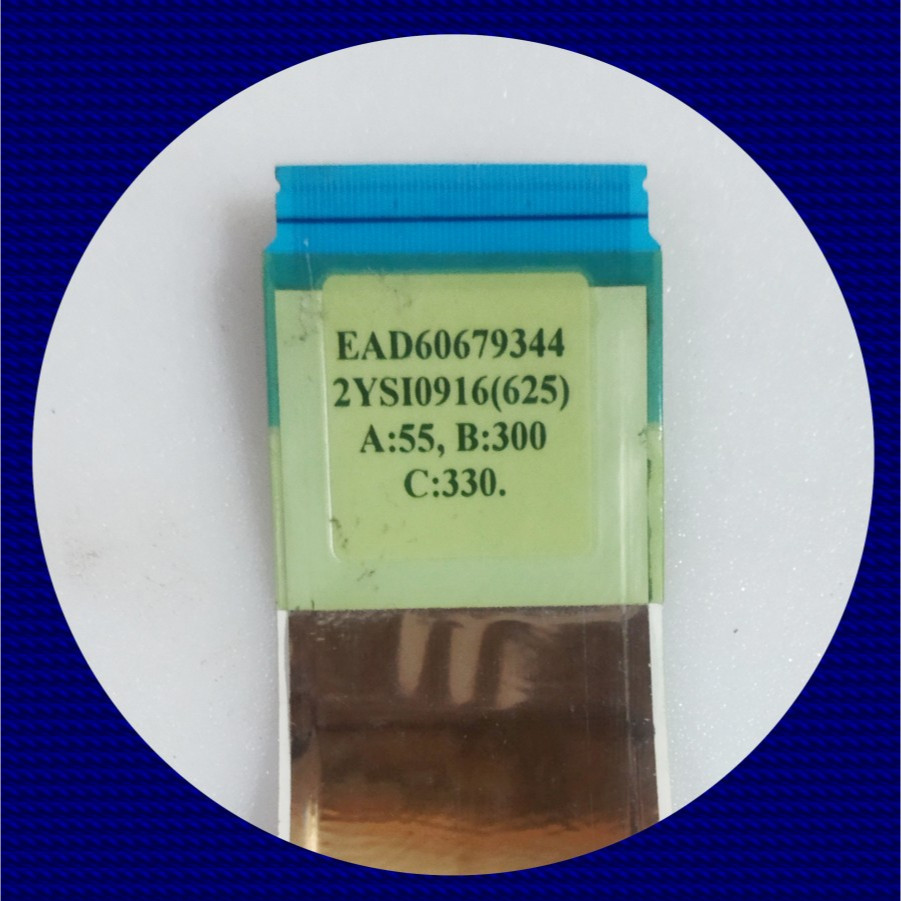 EAD60679344
2YSI0916(625)
A:55, B:300
C:330.